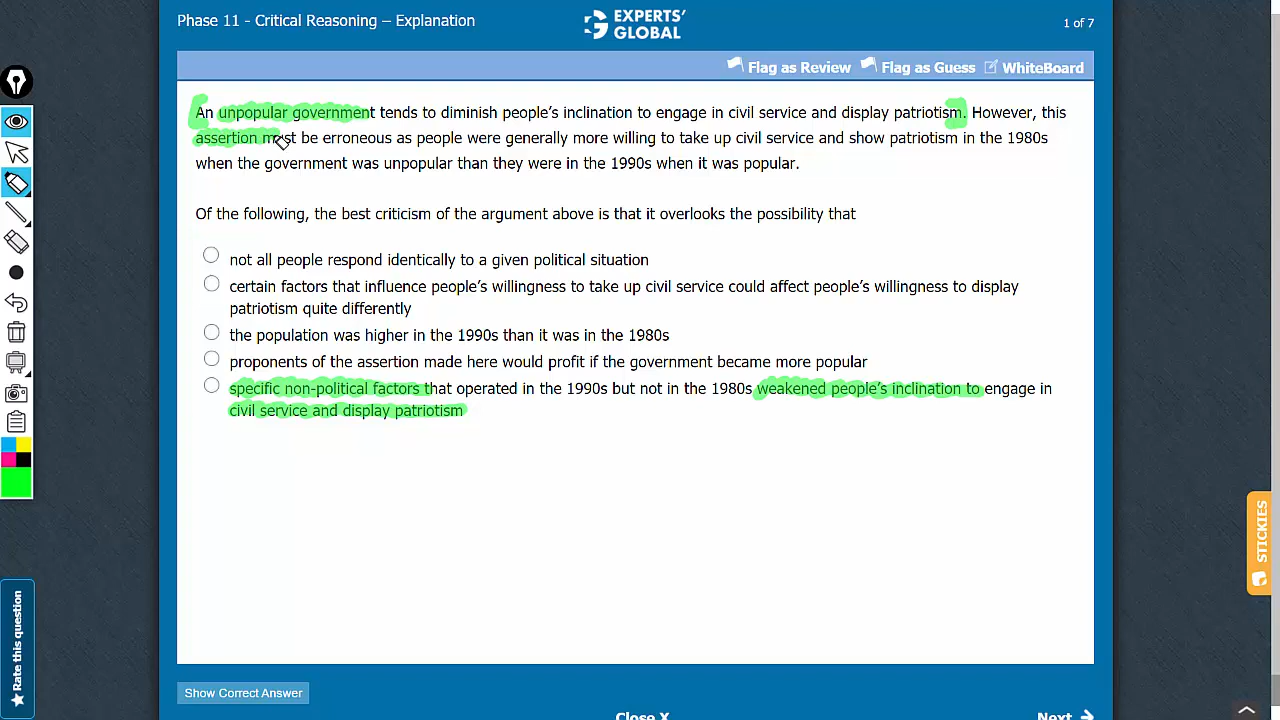 Phase 11 - Critical Reasoning – Explanation
EXPERTS'
GLOBAL
1 of 7
Flag as Review
Flag as Guess
WhiteBoard
An unpopular government tends to diminish people's inclination to engage in civil service and display patriotism. However, this
assertion must be erroneous as people were generally more willing to take up civil service and show patriotism in the 1980s
when the government was unpopular than they were in the 1990s when it was popular.
Of the following, the best criticism of the argument above is that it overlooks the possibility that
not all people respond identically to a given political situation
certain factors that influence people's willingness to take up civil service could affect people's willingness to display
patriotism quite differently
the population was higher in the 1990s than it was in the 1980s
proponents of the assertion made here would profit if the government became more popular
specific non-political factors that operated in the 1990s but not in the 1980s weakened people's inclination to engage in
civil service and display patriotism
STICKIES
Rate this question
Show Correct Answer
Close X
Next